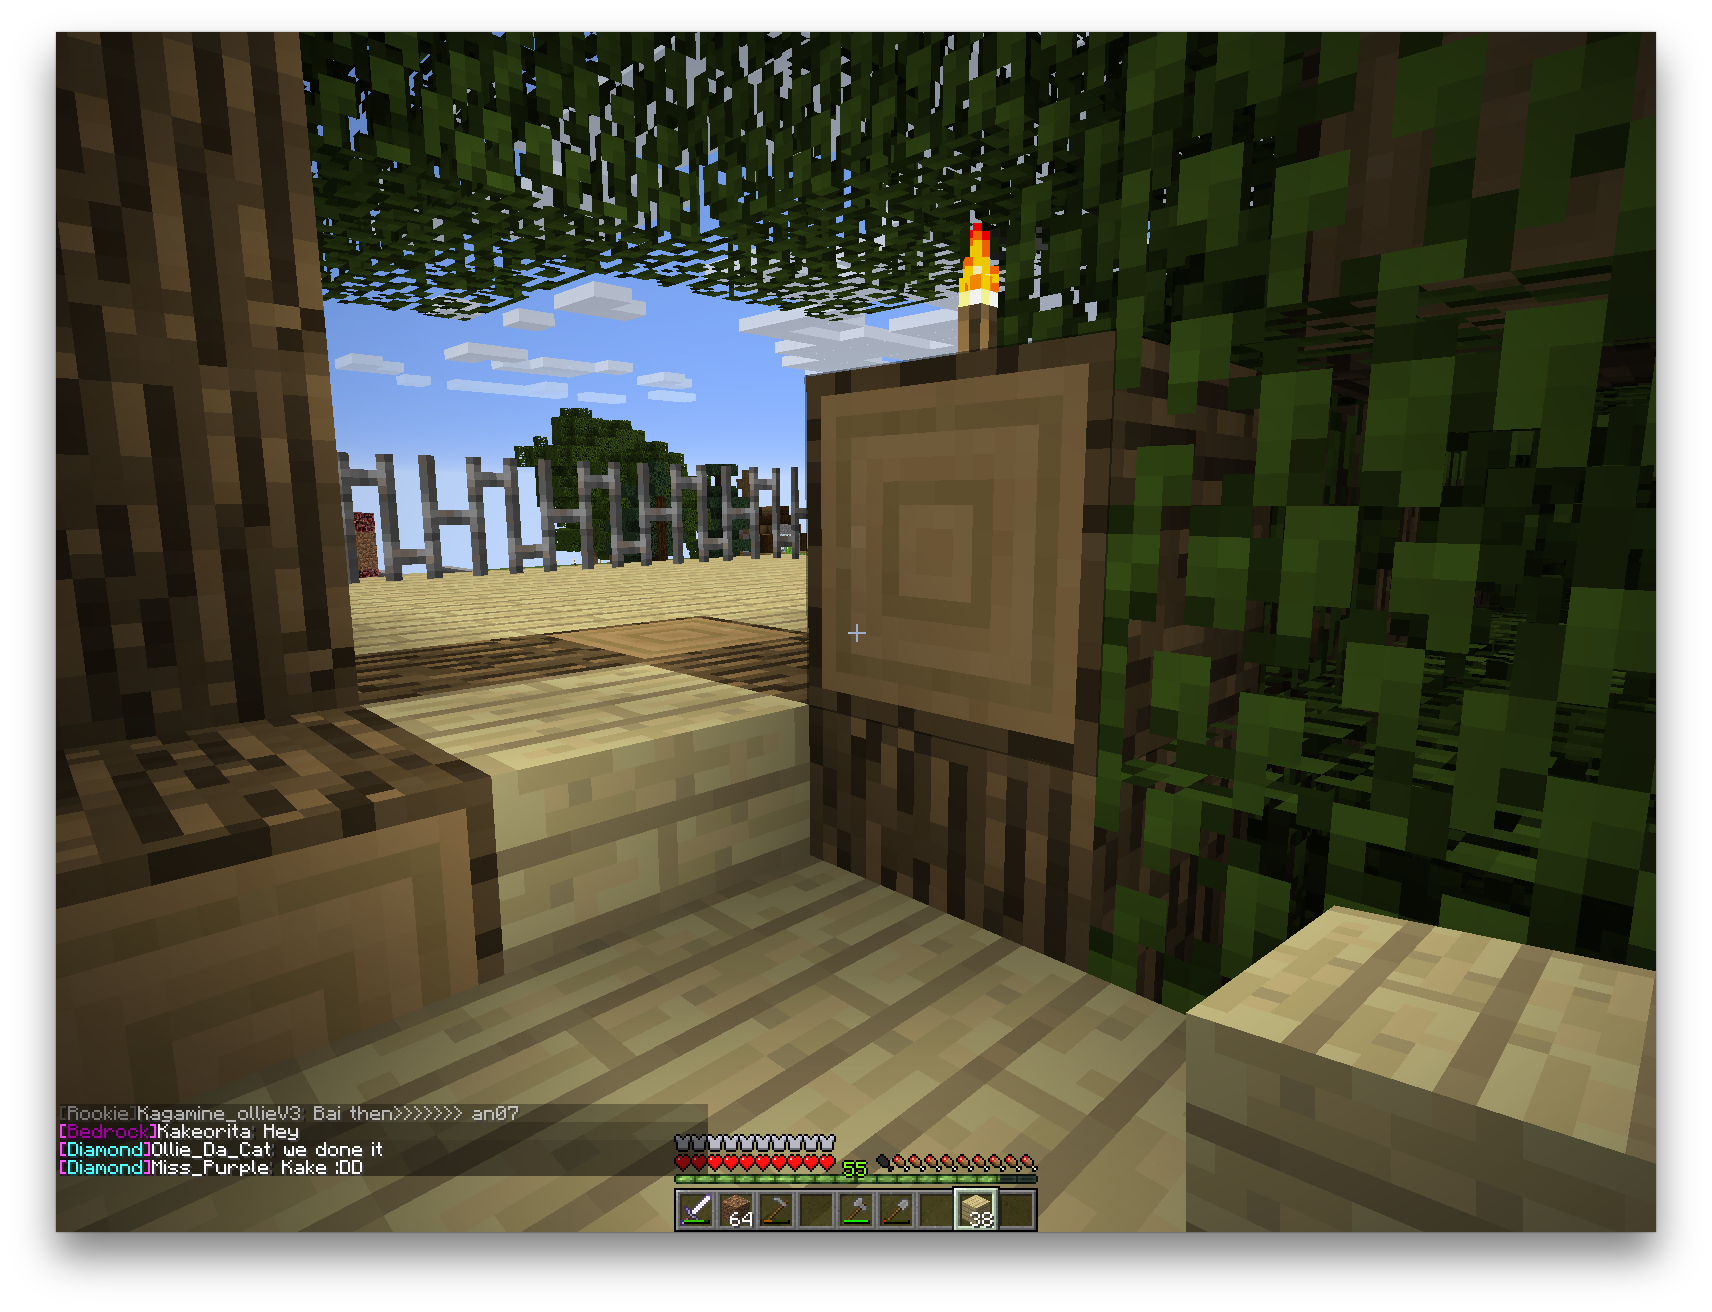 [Rookie]Kagamine_ollieV3: Bai then>>>>>>> an07
[Bedrock]Kakeorita: Hey
[Diamond]Ollie_Da_Cat: we done it
[Diamond]Miss_Purple: Kake :DD
55
64
38